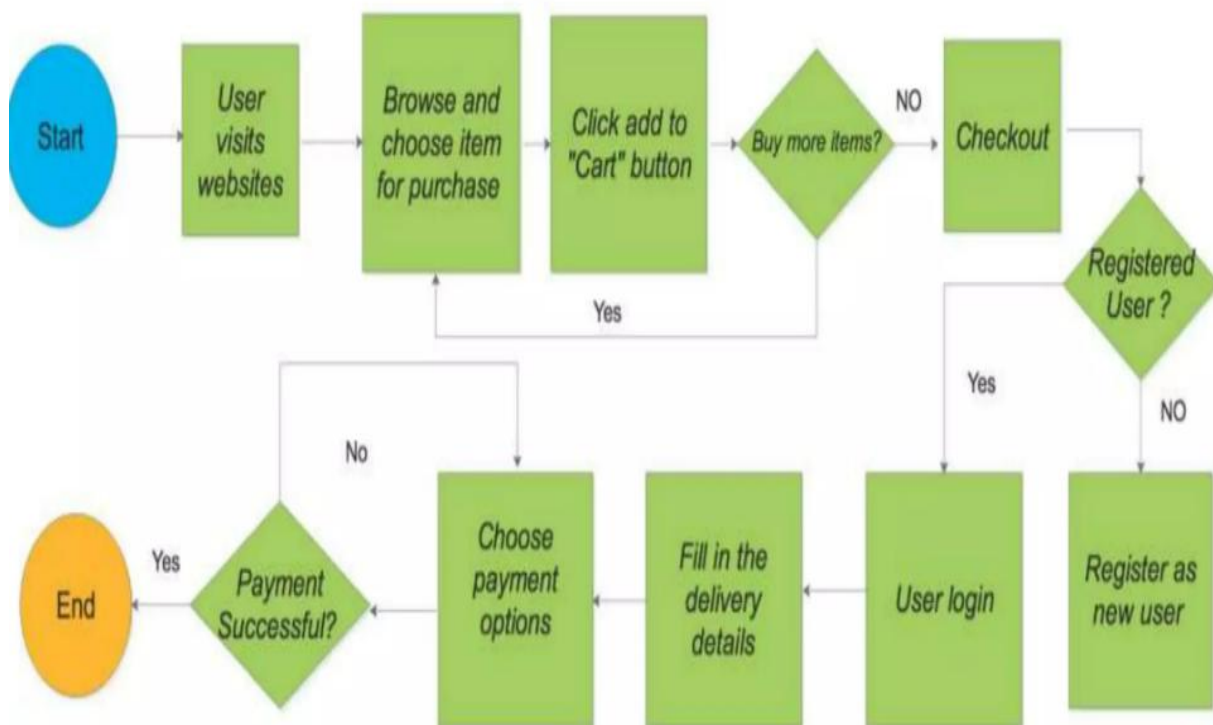 Start
User
visits
websites
Browse and
choose item
for purchase
Click add to
"Cart" button
Buy more items?
NO
Checkout
Registered
User ?
Yes
Yes
NO
No
End
Yes
Payment
Successful?
Choose
payment
options
Fill in the
delivery
details
User login
Register as
new user